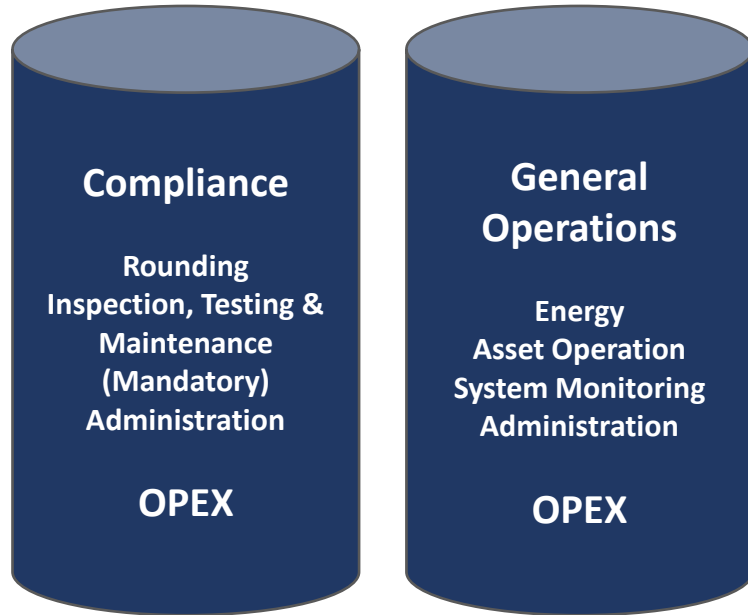 Compliance
Rounding
Inspection, Testing &
Maintenance
(Mandatory)
Administration
OPEX
General
Operations
Energy
Asset Operation
System Monitoring
Administration
OPEX